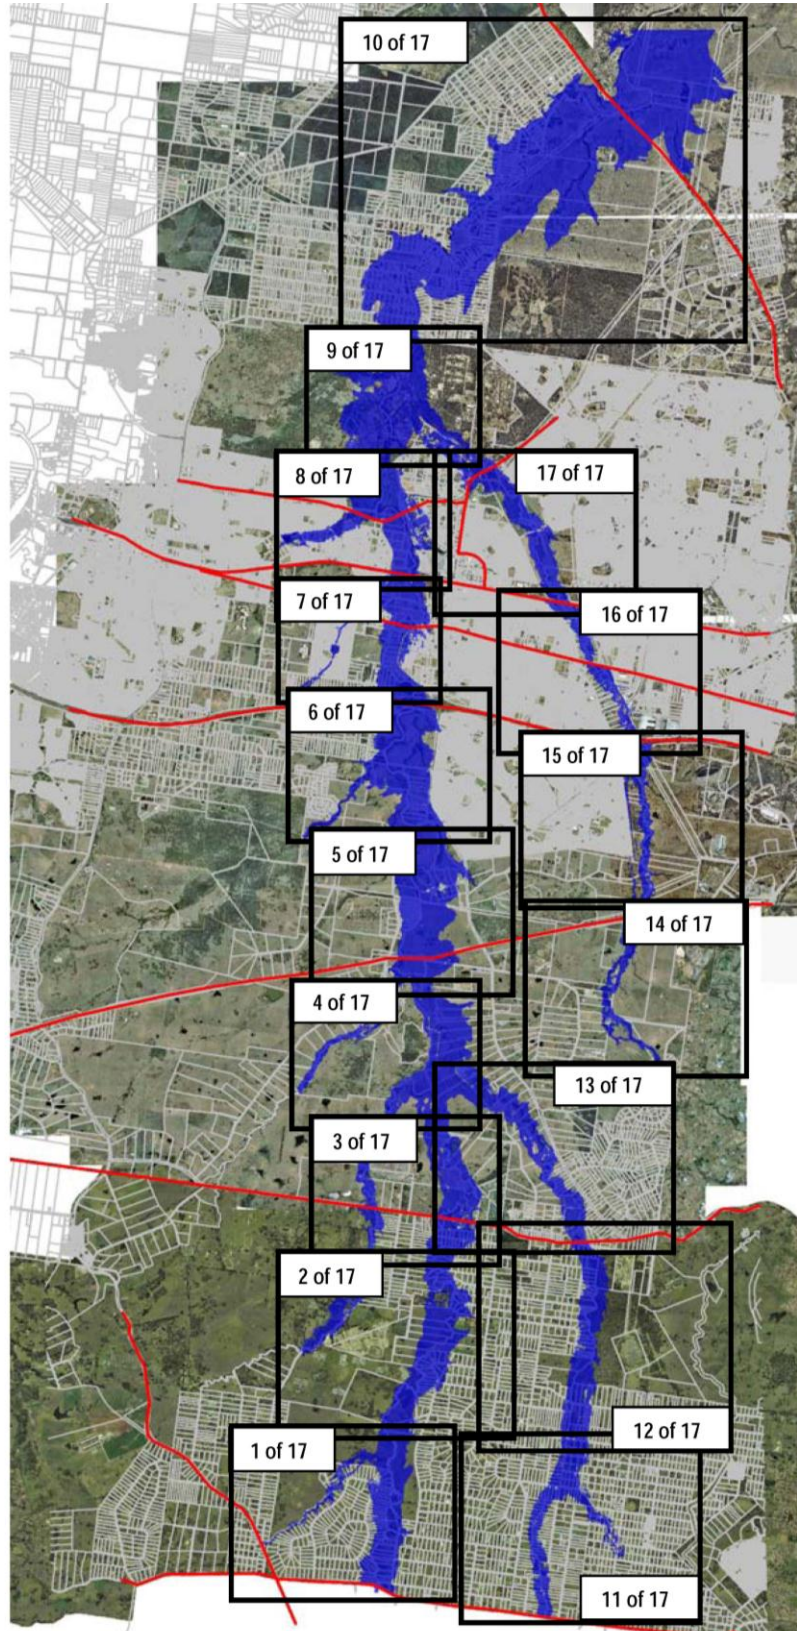 10 of 17
9 of 17
8 of 17
17 of 17
7 of 17
16 of 17
6 of 17
15 of 17
5 of 17
14 of 17
4 of 17
13 of 17
3 of 17
2 of 17
12 of 17
1 of 17
11 of 17